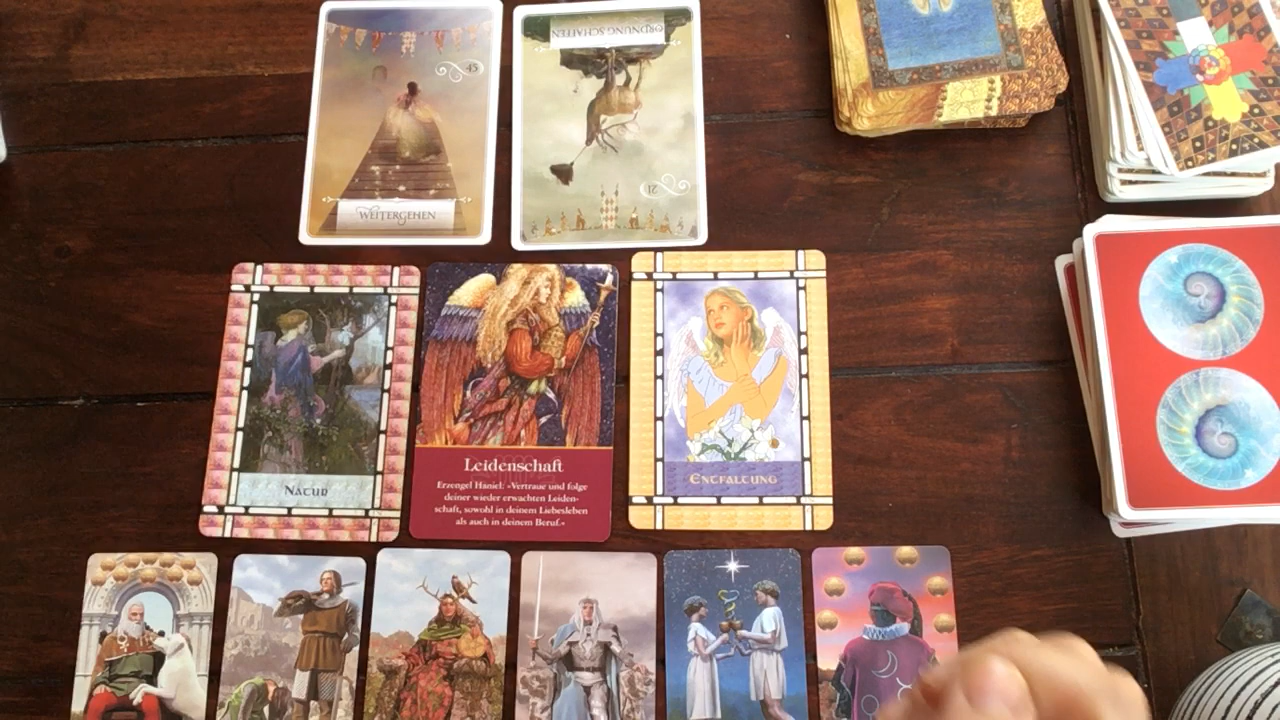 ORDNUNG SCHAFFEN
45
21
WEITERGEHEN
NATUR
Leidenschaft
Erzengel Haniel: »Vertraue und folge
deiner wieder erwachten Leiden-
schaft, sowohl in deinem Liebesleben
als auch in deinem Beruf.«
ENTFALTUNG